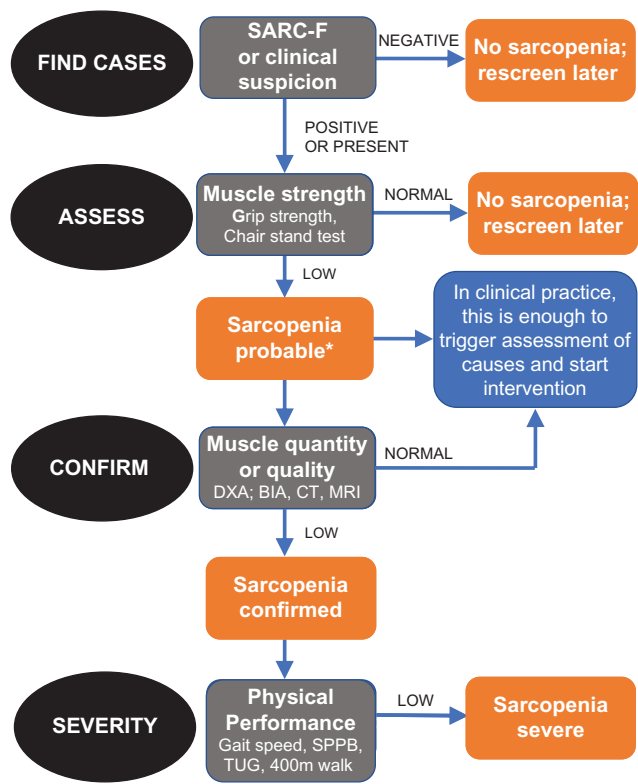 FIND CASES
SARC-F
or clinical
suspicion
NEGATIVE
No sarcopenia;
rescreen later
POSITIVE
OR PRESENT
ASSESS
Muscle strength
Grip strength,
Chair stand test
NORMAL
No sarcopenia;
rescreen later
LOW
Sarcopenia
probable*
In clinical practice,
this is enough to
trigger assessment of
causes and start
intervention
CONFIRM
Muscle quantity
or quality
DXA; BIA, CT, MRI
NORMAL
LOW
Sarcopenia
confirmed
SEVERITY
Physical
Performance
Gait speed, SPPB,
TUG, 400m walk
LOW
Sarcopenia
severe